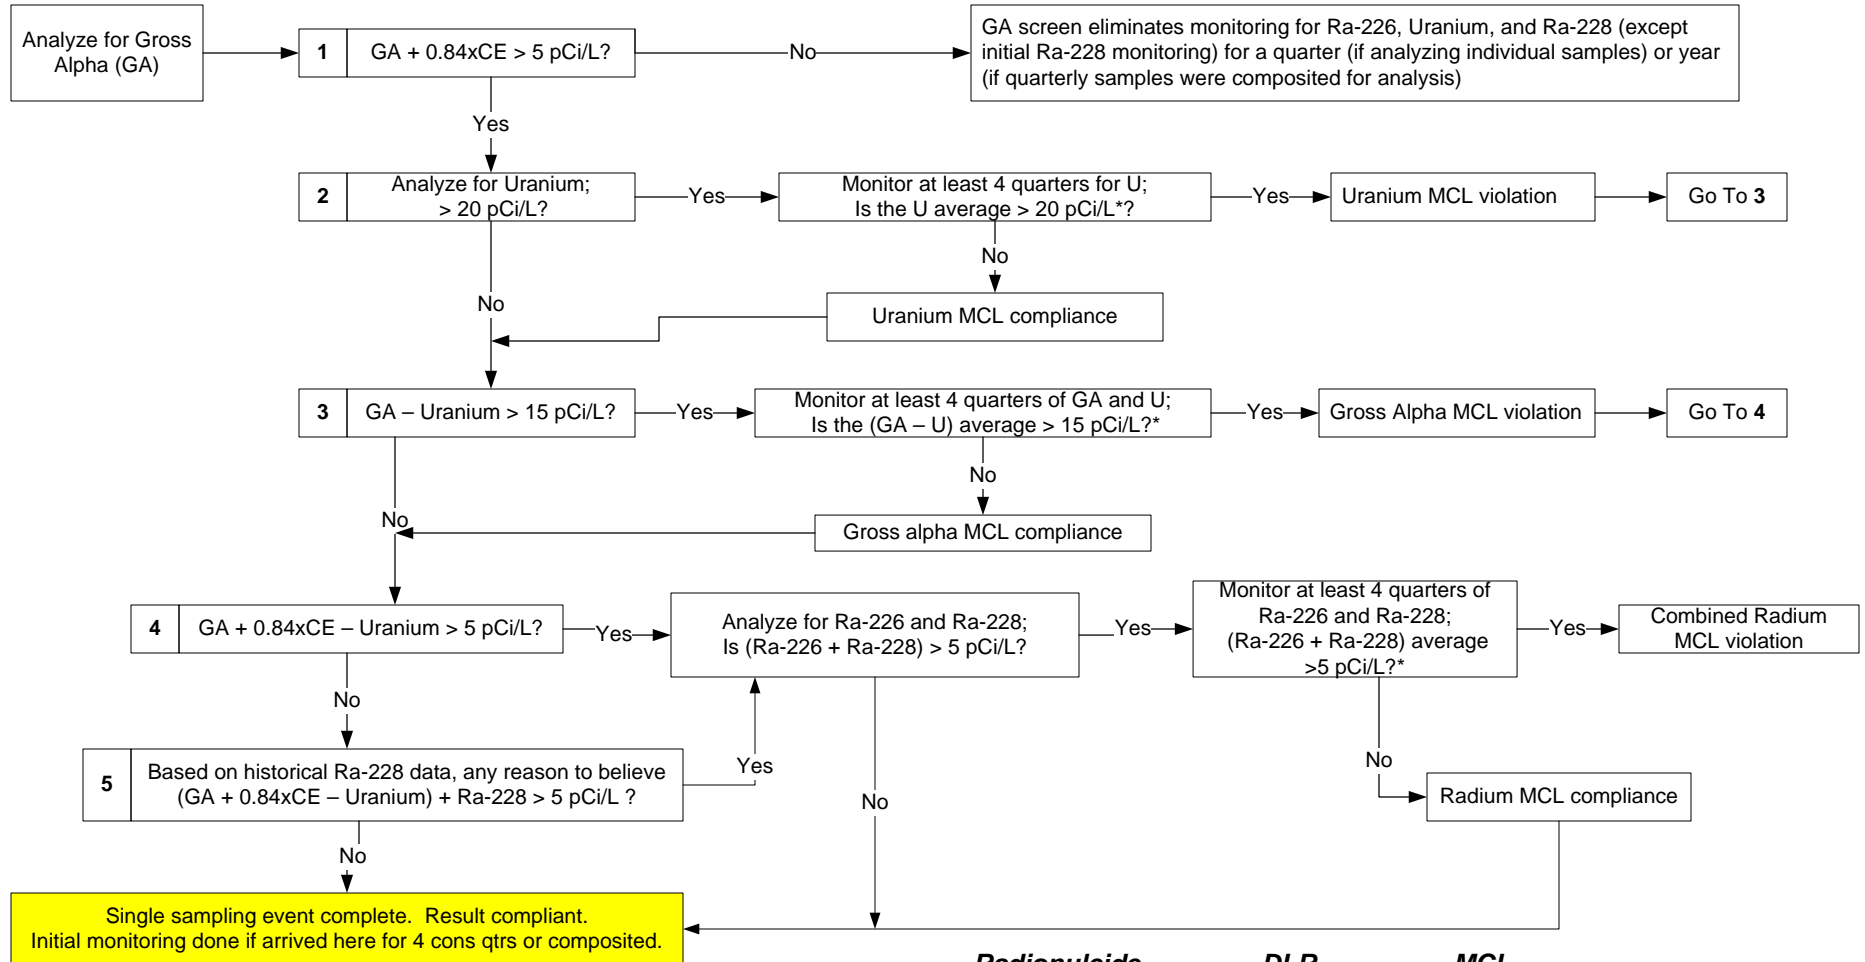 Analyze for Gross
Alpha (GA)
1
GA + 0.84xCE > 5 pCi/L?
No
GA screen eliminates monitoring for Ra-226, Uranium, and Ra-228 (except
initial Ra-228 monitoring) for a quarter (if analyzing individual samples) or year
(if quarterly samples were composited for analysis)
Yes
2
Analyze for Uranium;
> 20 pCi/L?
Yes
Monitor at least 4 quarters for U;
Is the U average > 20 pCi/L*?
Yes
Uranium MCL violation
Go To 3
No
No
Uranium MCL compliance
3
GA – Uranium > 15 pCi/L?
Yes
Monitor at least 4 quarters of GA and U;
Is the (GA – U) average > 15 pCi/L?*
Yes
Gross Alpha MCL violation
Go To 4
No
No
Gross alpha MCL compliance
4
GA + 0.84xCE – Uranium > 5 pCi/L?
Yes
Analyze for Ra-226 and Ra-228;
Is (Ra-226 + Ra-228) > 5 pCi/L?
Yes
Monitor at least 4 quarters of
Ra-226 and Ra-228;
(Ra-226 + Ra-228) average
>5 pCi/L?*
Yes
Combined Radium
MCL violation
No
5
Based on historical Ra-228 data, any reason to believe
(GA + 0.84xCE – Uranium) + Ra-228 > 5 pCi/L ?
Yes
No
No
Radium MCL compliance
No
Single sampling event complete.  Result compliant.
Initial monitoring done if arrived here for 4 cons qtrs or composited.
Radionuleids DLR MCL